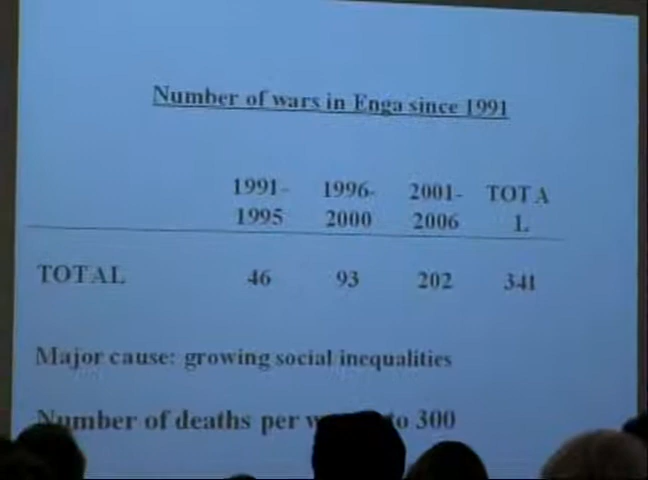 Number of wars in Enga since 1991
1991- 1996- 2001- TOTA
1995 2000 2006 L
TOTAL 46 93 202 341
Major cause: growing social inequalities
Number of deaths per to 300